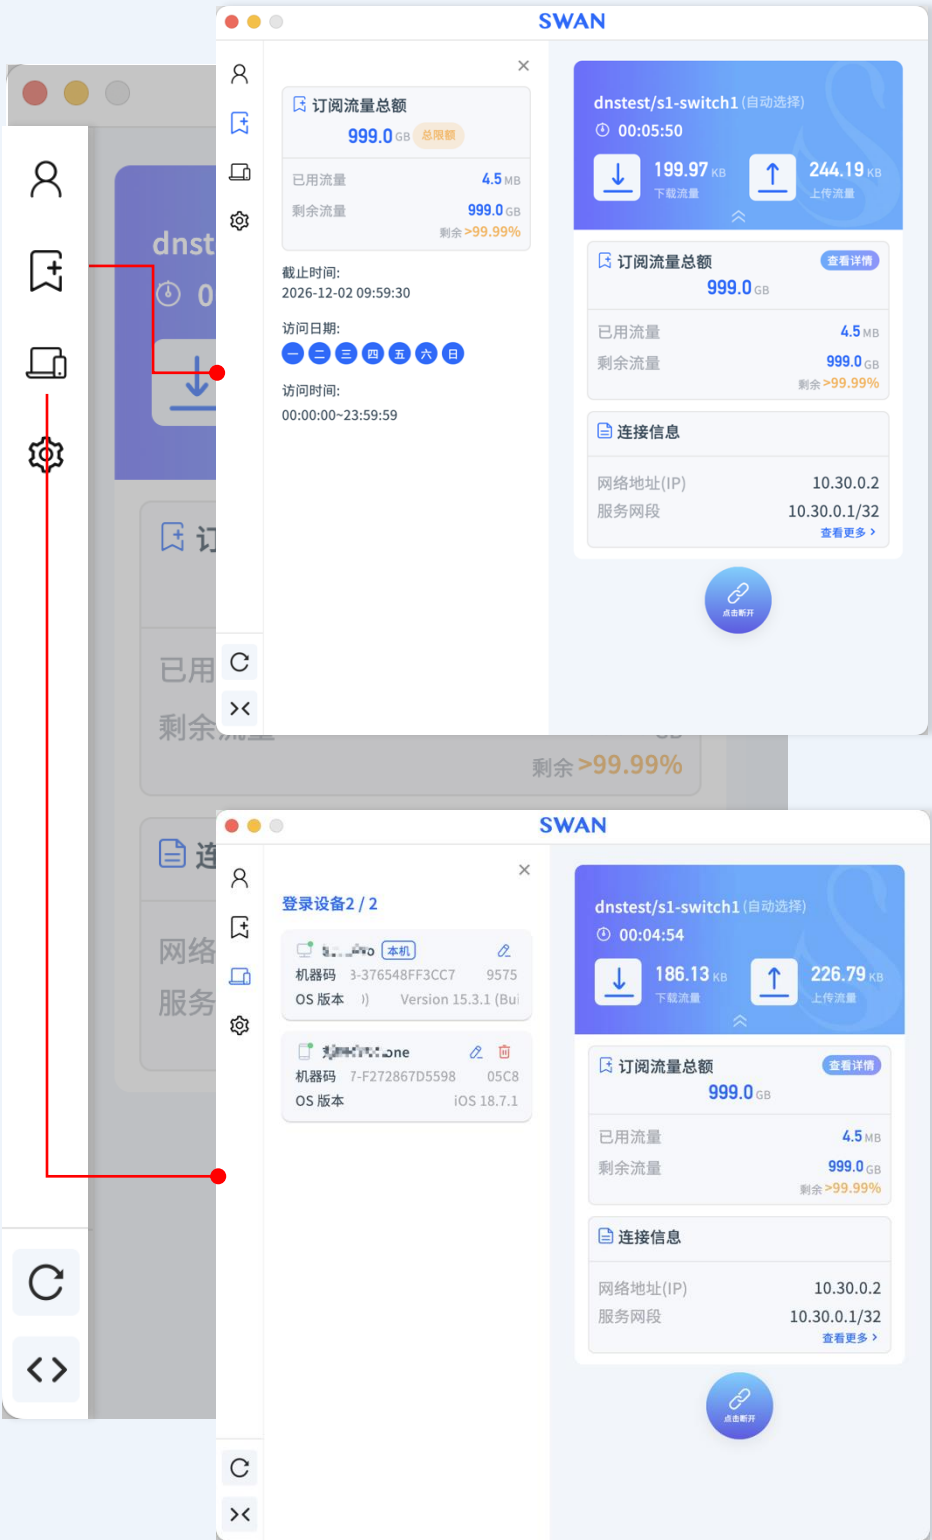 SWAN
订阅流量总额
999.0 GB 总限额
已用流量 4.5 MB
剩余流量 999.0 GB
剩余 >99.99%
截止时间:
2026-12-02 09:59:30
访问日期:
一 二 三 四 五 六 日
访问时间:
00:00:00~23:59:59
dnstest/s1-switch1 (自动选择)
00:05:50
199.97 KB
下载流量
244.19 KB
上传流量
订阅流量总额 查看详情
999.0 GB
已用流量 4.5 MB
剩余流量 999.0 GB
剩余 >99.99%
连接信息
网络地址(IP) 10.30.0.2
服务网段 10.30.0.1/32
查看更多 >
点击断开
dnst
0
订
已用
剩余流量 GB
剩余 >99.99%
连
网络
服务
SWAN
登录设备2 / 2
本机
机器码 3-376548FF3CC7 9575
OS 版本 Version 15.3.1 (Bui
one
机器码 7-F272867D5598 05C8
OS 版本 iOS 18.7.1
dnstest/s1-switch1 (自动选择)
00:04:54
186.13 KB
下载流量
226.79 KB
上传流量
订阅流量总额 查看详情
999.0 GB
已用流量 4.5 MB
剩余流量 999.0 GB
剩余 >99.99%
连接信息
网络地址(IP) 10.30.0.2
服务网段 10.30.0.1/32
查看更多 >
点击断开